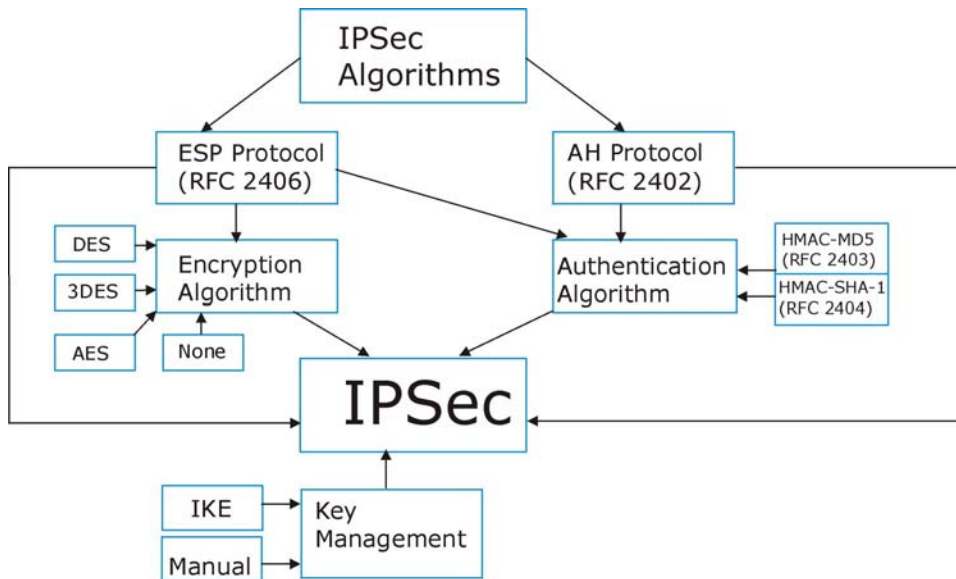 IPSec
Algorithms
ESP Protocol
(RFC 2406)
AH Protocol
(RFC 2402)
DES
3DES
AES
None
Encryption
Algorithm
Authentication
Algorithm
HMAC-MD5
(RFC 2403)
HMAC-SHA-1
(RFC 2404)
IPSec
IKE
Manual
Key
Management